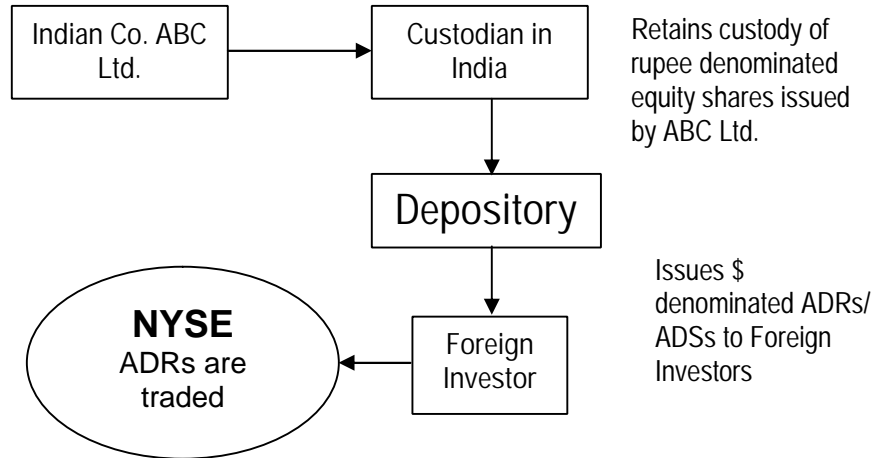 Indian Co. ABC
Ltd.
Custodian in
India
Retains custody of
rupee denominated
equity shares issued
by ABC Ltd.
Depository
Issues $
denominated ADRs/
ADSs to Foreign
Investors
Foreign
Investor
NYSE
ADRs are
traded